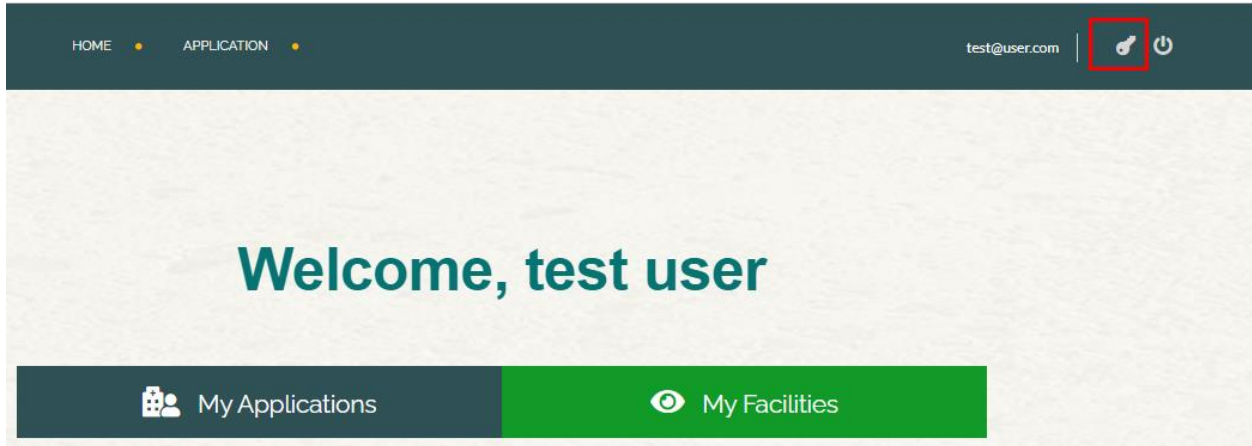 HOME APPLICATION test@user.com
Welcome, test user
My Applications My Facilities